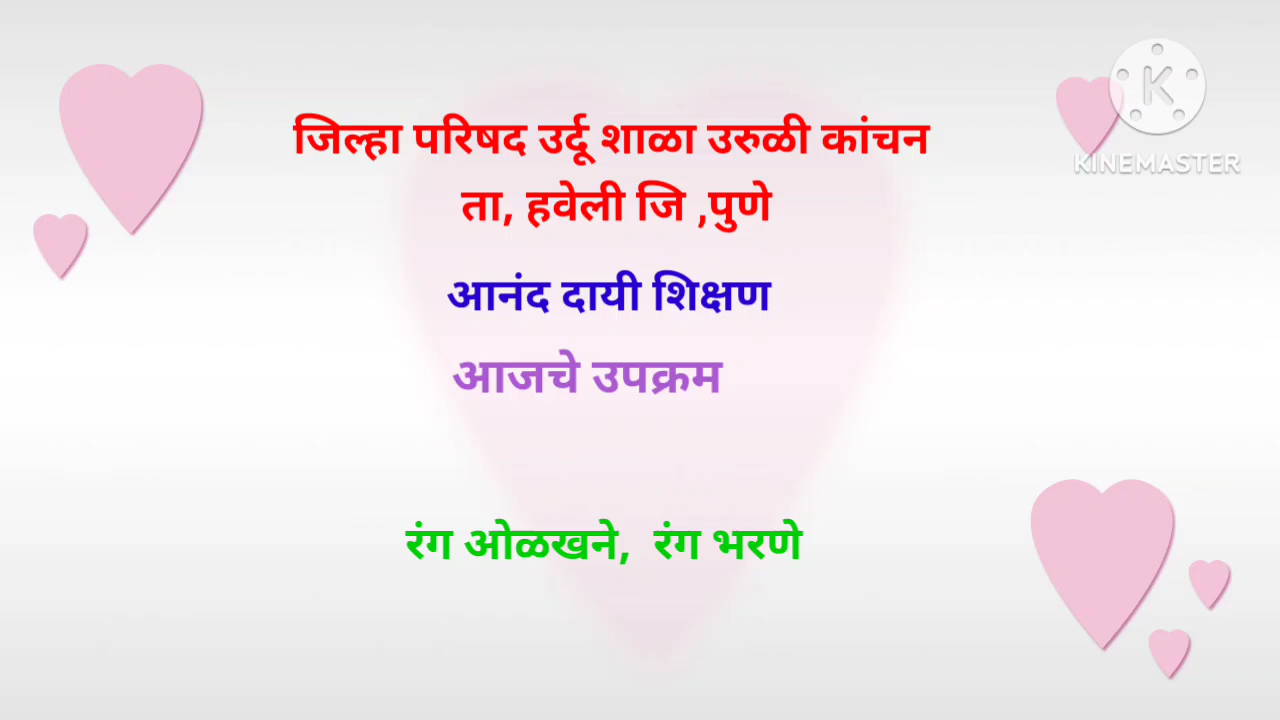 जिल्हा परिषद उर्दू शाळा उरुळी कांचन
ता, हवेली जि ,पुणे
आनंद दायी शिक्षण
आजचे उपक्रम
रंग ओळखने, रंग भरणे
K
KINEMASTER